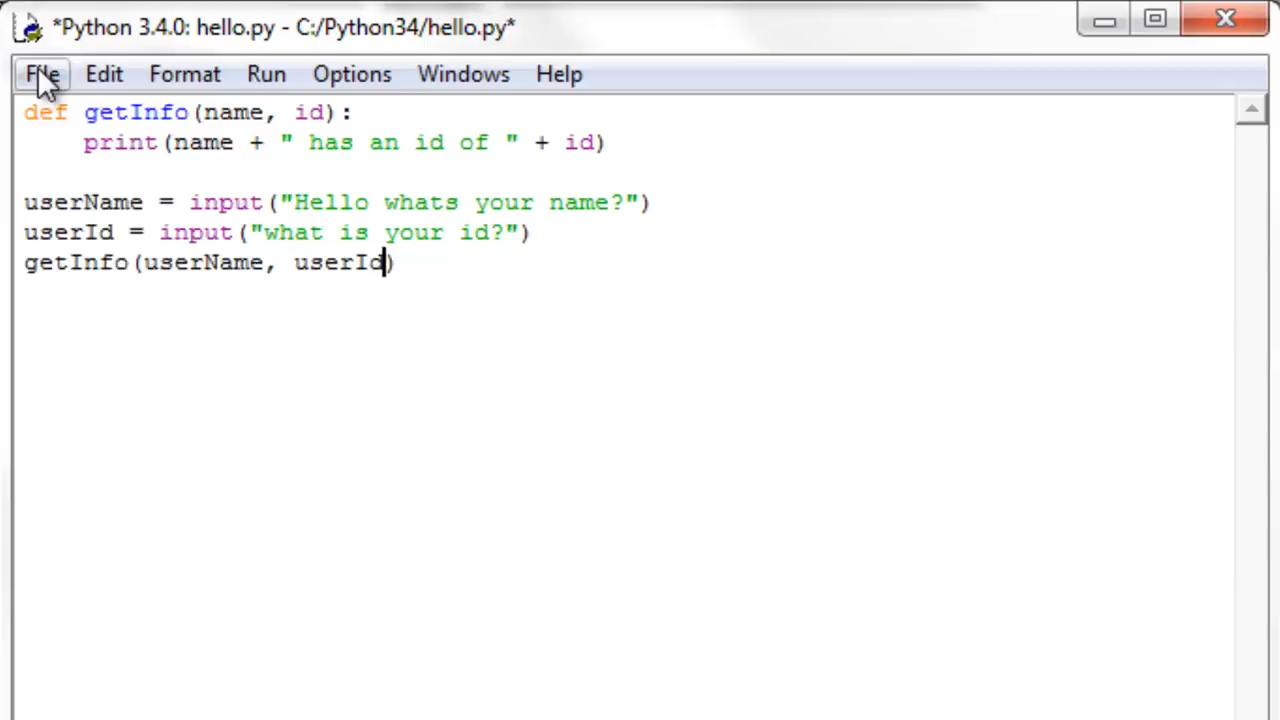 *Python 3.4.0: hello.py - C:/Python34/hello.py*
File Edit Format Run Options Windows Help
def getInfo(name, id):
    print(name + " has an id of " + id)
userName = input("Hello whats your name?")
userId = input("what is your id?")
getInfo(userName, userId)